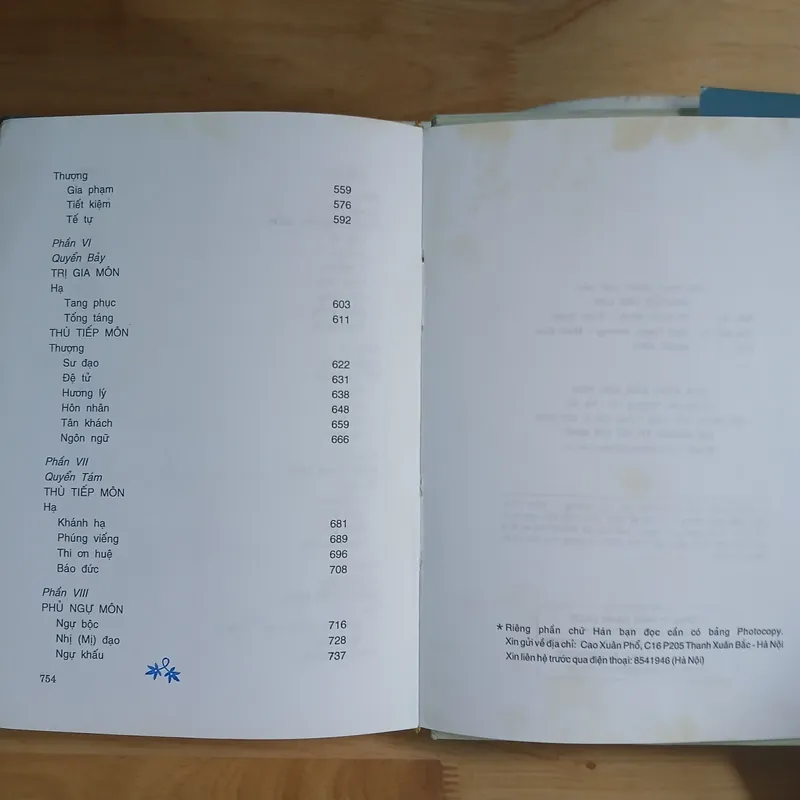 Thượng
Gia phạm 559
Tiết kiệm 576
Tế tự 592
Phần VI
Quyển Bảy
TRỊ GIA MÔN
Hạ
Tang phục 603
Tống táng 611
THÙ TIẾP MÔN
Thượng
Sư đạo 622
Đệ tử 631
Hương lý 638
Hôn nhân 648
Tân khách 659
Ngôn ngữ 666
Phần VII
Quyển Tám
THÙ TIẾP MÔN
Hạ
Khánh hạ 681
Phúng viếng 689
Thi ơn huệ 696
Báo đức 708
Phần VIII
PHỦ NGỰ MÔN
Ngự bộc 716
Nhị (Mị) đạo 728
Ngự khấu 737
754
* Riêng phần chữ Hán bạn đọc cần có bảng Photocopy.
Xin gửi về địa chỉ: Cao Xuân Phổ, C16 P205 Thanh Xuân Bắc - Hà Nội
Xin liên hệ trước qua điện thoại: 8541946 (Hà Nội)